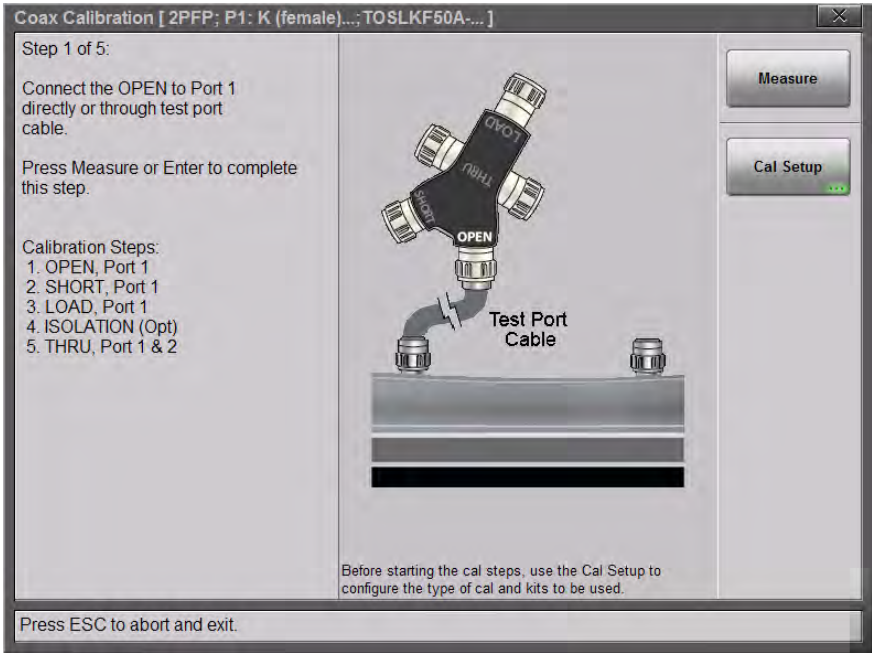 Coax Calibration [ 2PFP; P1: K (female)...;TOSLKF50A-... ]
Step 1 of 5:
Connect the OPEN to Port 1
directly or through test port
cable.
Press Measure or Enter to complete
this step.
Calibration Steps:
1. OPEN, Port 1
2. SHORT, Port 1
3. LOAD, Port 1
4. ISOLATION (Opt)
5. THRU, Port 1 & 2
LOAD
THRU
SHORT
OPEN
Test Port
Cable
Before starting the cal steps, use the Cal Setup to
configure the type of cal and kits to be used.
Measure
Cal Setup
...
Press ESC to abort and exit.